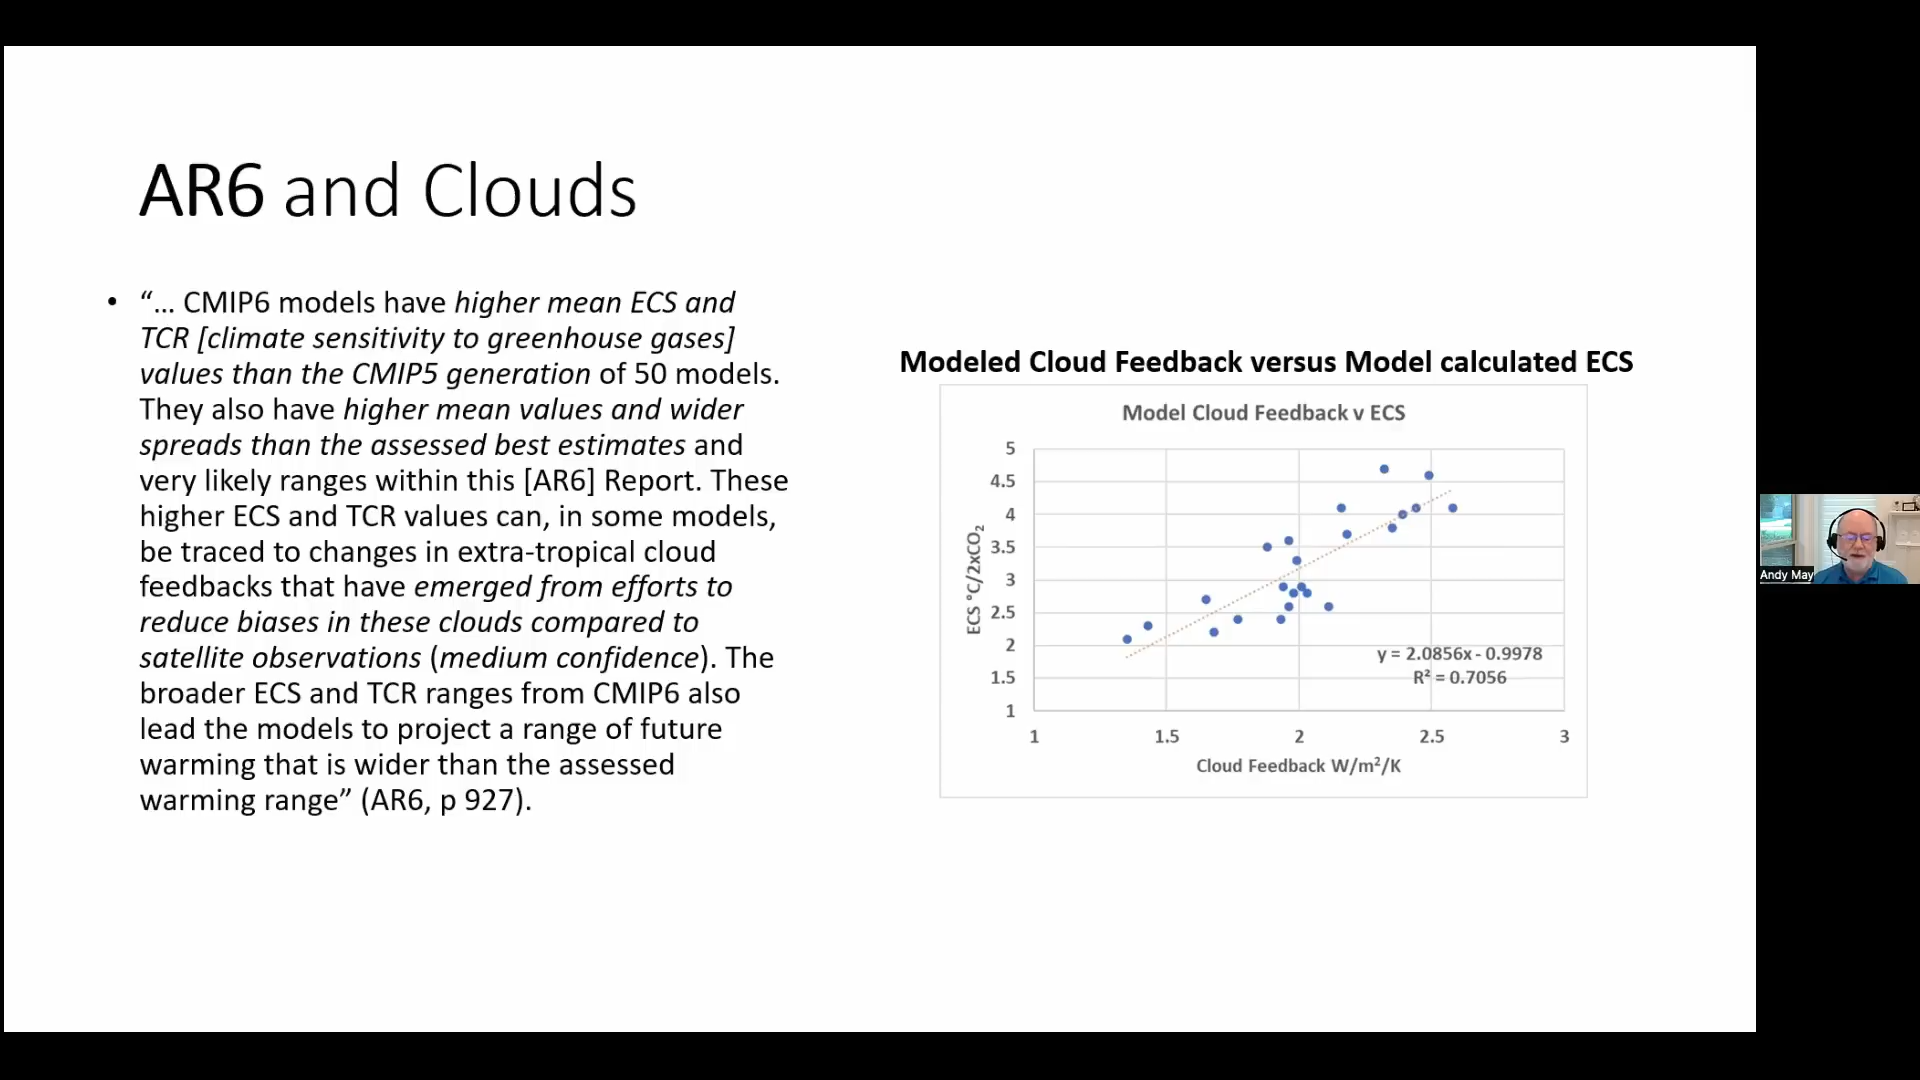 AR6 and Clouds
• “... CMIP6 models have higher mean ECS and
TCR [climate sensitivity to greenhouse gases]
values than the CMIP5 generation of 50 models.
They also have higher mean values and wider
spreads than the assessed best estimates and
very likely ranges within this [AR6] Report. These
higher ECS and TCR values can, in some models,
be traced to changes in extra-tropical cloud
feedbacks that have emerged from efforts to
reduce biases in these clouds compared to
satellite observations (medium confidence). The
broader ECS and TCR ranges from CMIP6 also
lead the models to project a range of future
warming that is wider than the assessed
warming range” (AR6, p 927).
Modeled Cloud Feedback versus Model calculated ECS
Model Cloud Feedback v ECS
5
4.5
4
3.5
3
2.5
2
1.5
1
ECS °C/2xCO₂
y = 2.0856x - 0.9978
R² = 0.7056
1 1.5 2 2.5 3
Cloud Feedback W/m²/K
Andy May